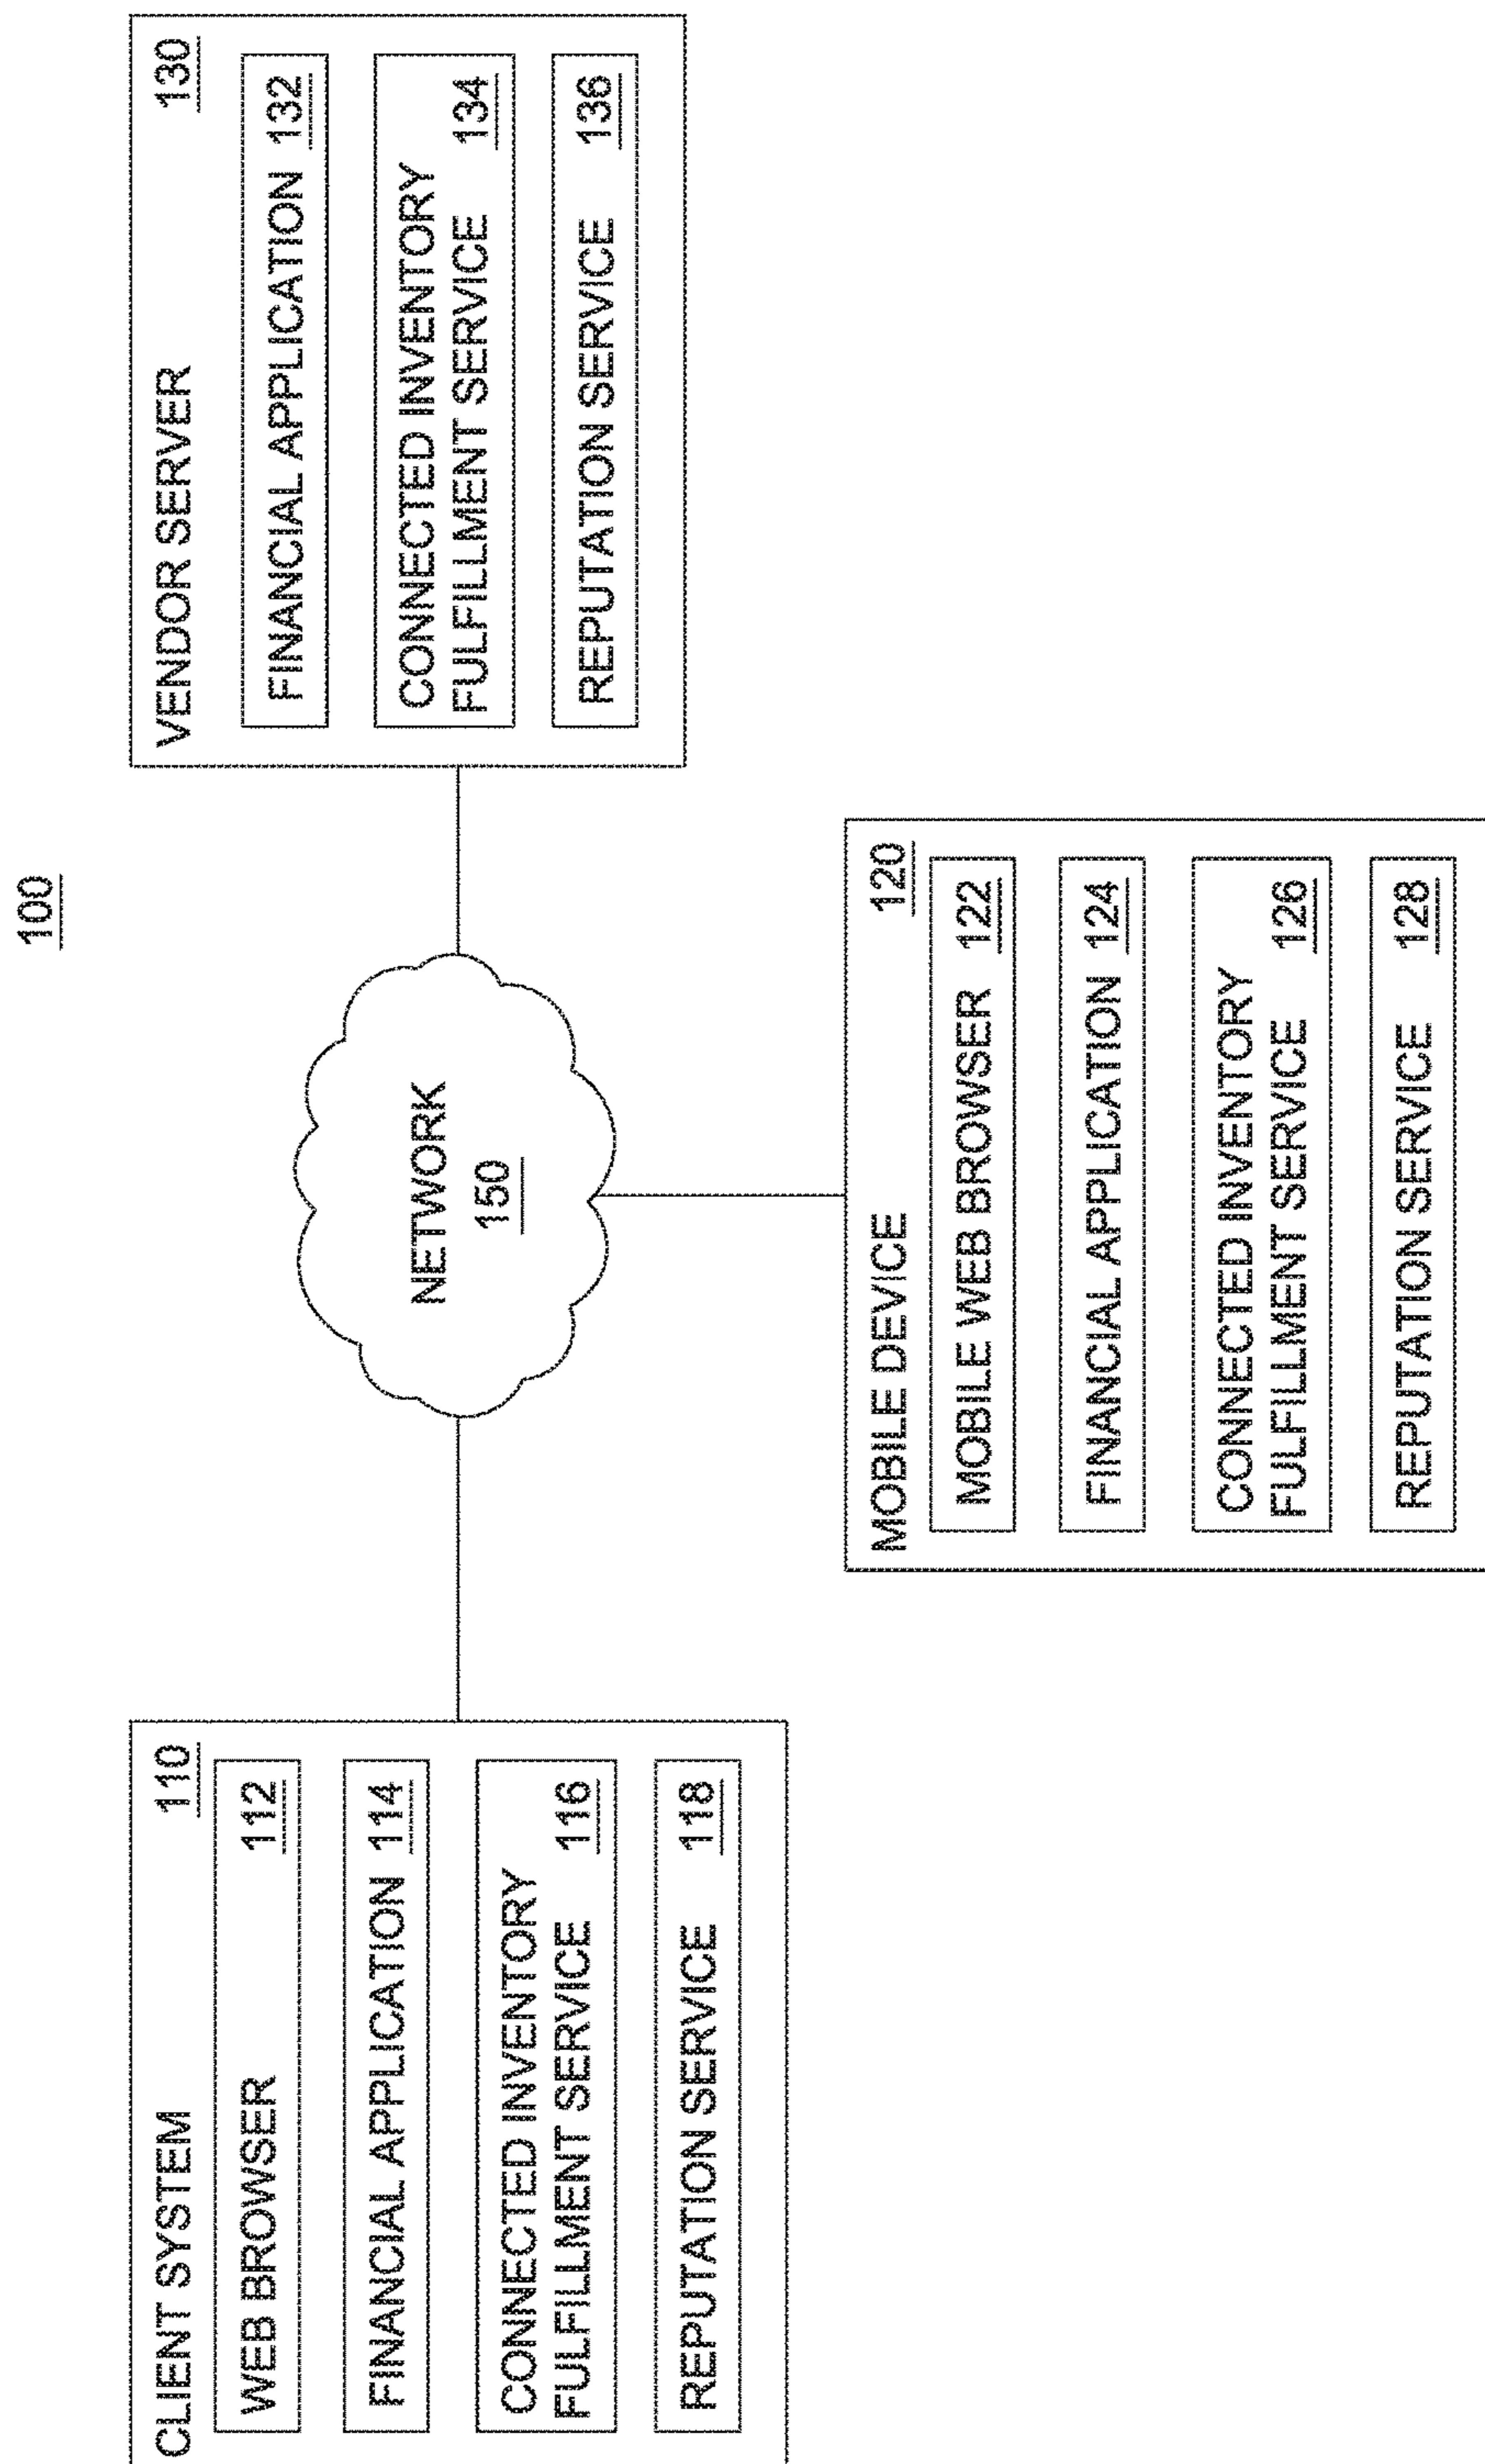 100
CLIENT SYSTEM 110
WEB BROWSER 112
FINANCIAL APPLICATION 114
CONNECTED INVENTORY
FULFILLMENT SERVICE 116
REPUTATION SERVICE 118
NETWORK
150
MOBILE DEVICE 120
MOBILE WEB BROWSER 122
FINANCIAL APPLICATION 124
CONNECTED INVENTORY
FULFILLMENT SERVICE 126
REPUTATION SERVICE 128
VENDOR SERVER 130
FINANCIAL APPLICATION 132
CONNECTED INVENTORY
FULFILLMENT SERVICE 134
REPUTATION SERVICE 136